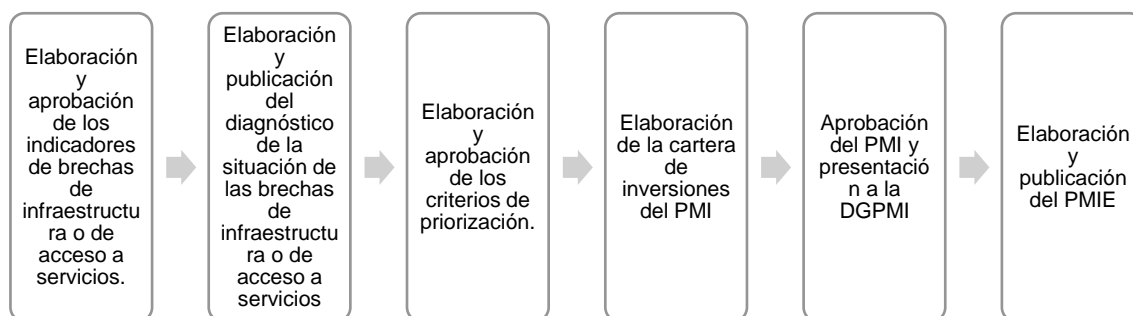 Elaboración
y
aprobación
de los
indicadores
de brechas
de
infraestructu
ra o de
acceso a
servicios.
Elaboración
y
publicación
del
diagnóstico
de la
situación de
las brechas
de
infraestructu
ra o de
acceso a
servicios
Elaboración
y
aprobación
de los
criterios de
priorización.
Elaboración
de la cartera
de
inversiones
del PMI
Aprobación
del PMI y
presentació
n a la
DGPMI
Elaboración
y
publicación
del PMIE